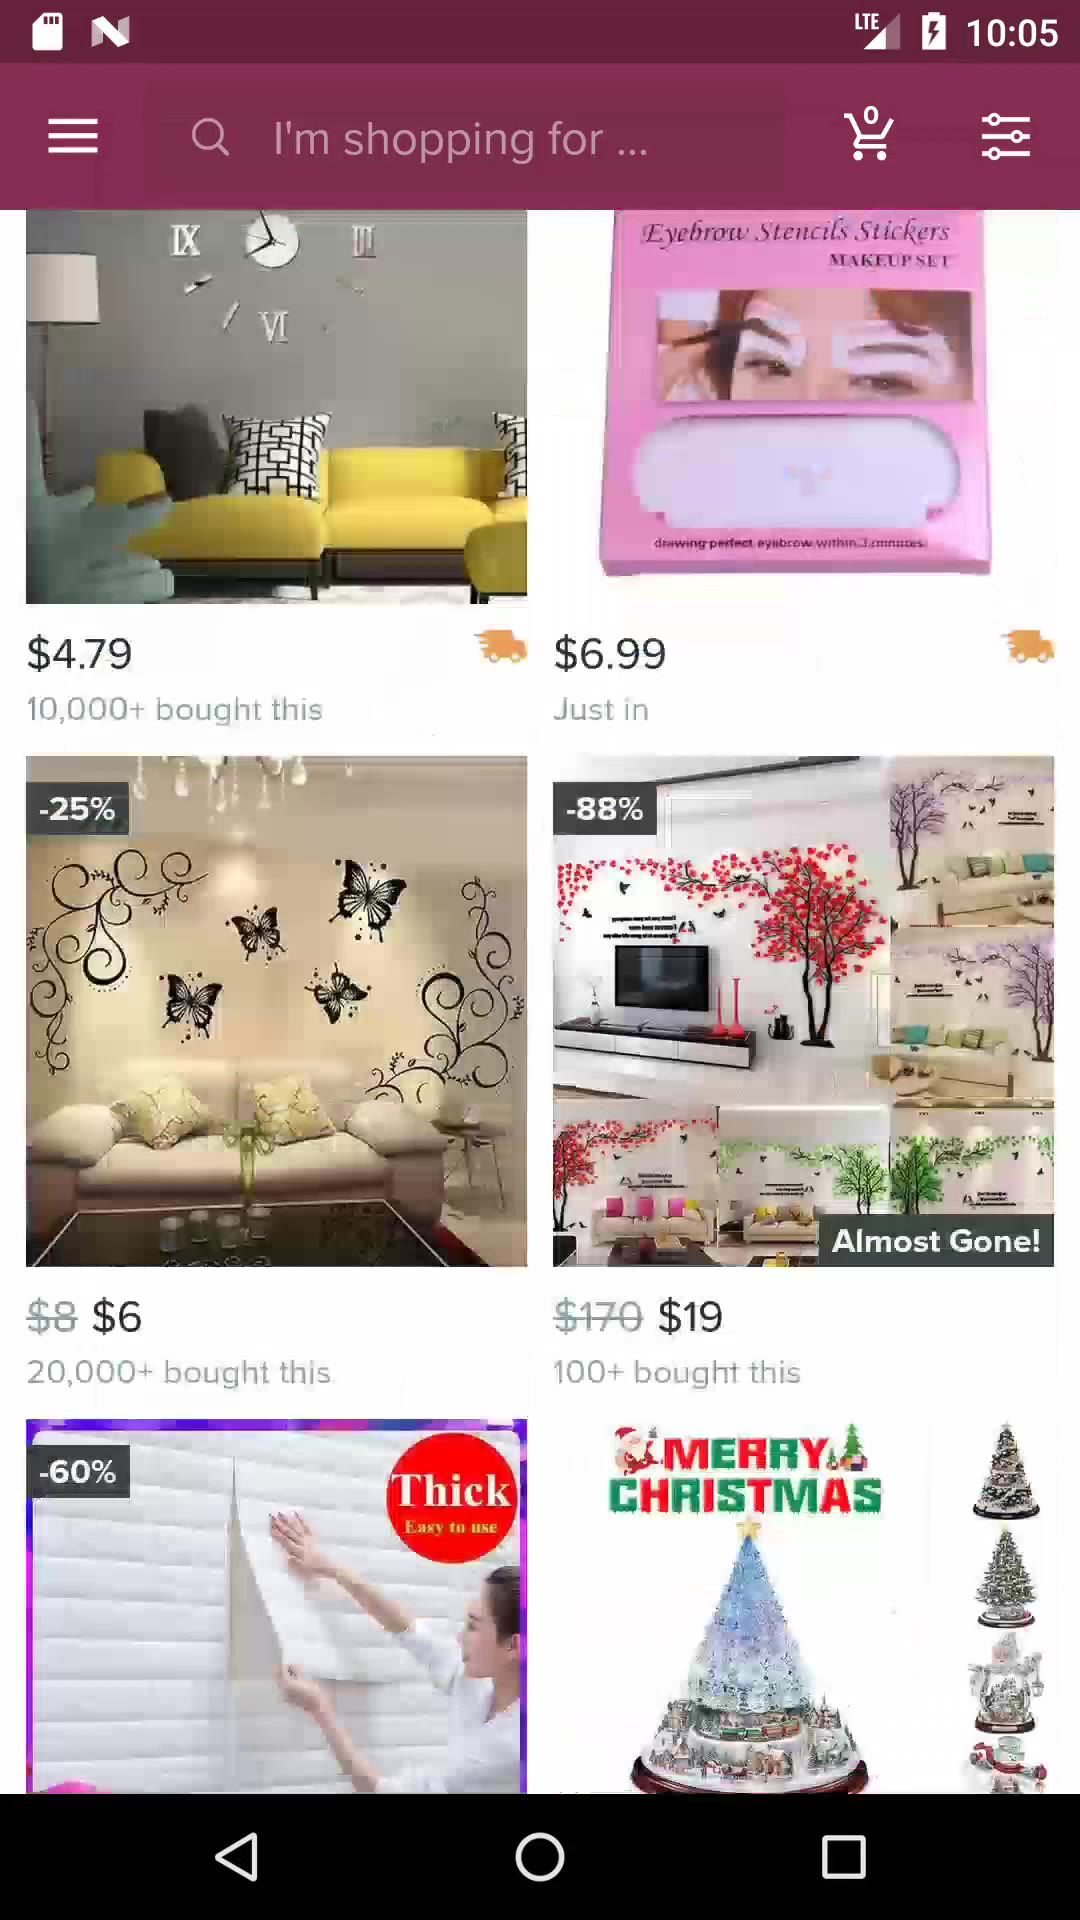 LTE 10:05
I'm shopping for ...
0
IX III
VI
Eyebrow Stencils Stickers
MAKEUP SET
drawing perfect eyebrow within 3 minutes
$4.79
10,000+ bought this
$6.99
Just in
-25%
-88%
Almost Gone!
$8 $6
20,000+ bought this
$170 $19
100+ bought this
-60%
Thick
Easy to use
MERRY
CHRISTMAS